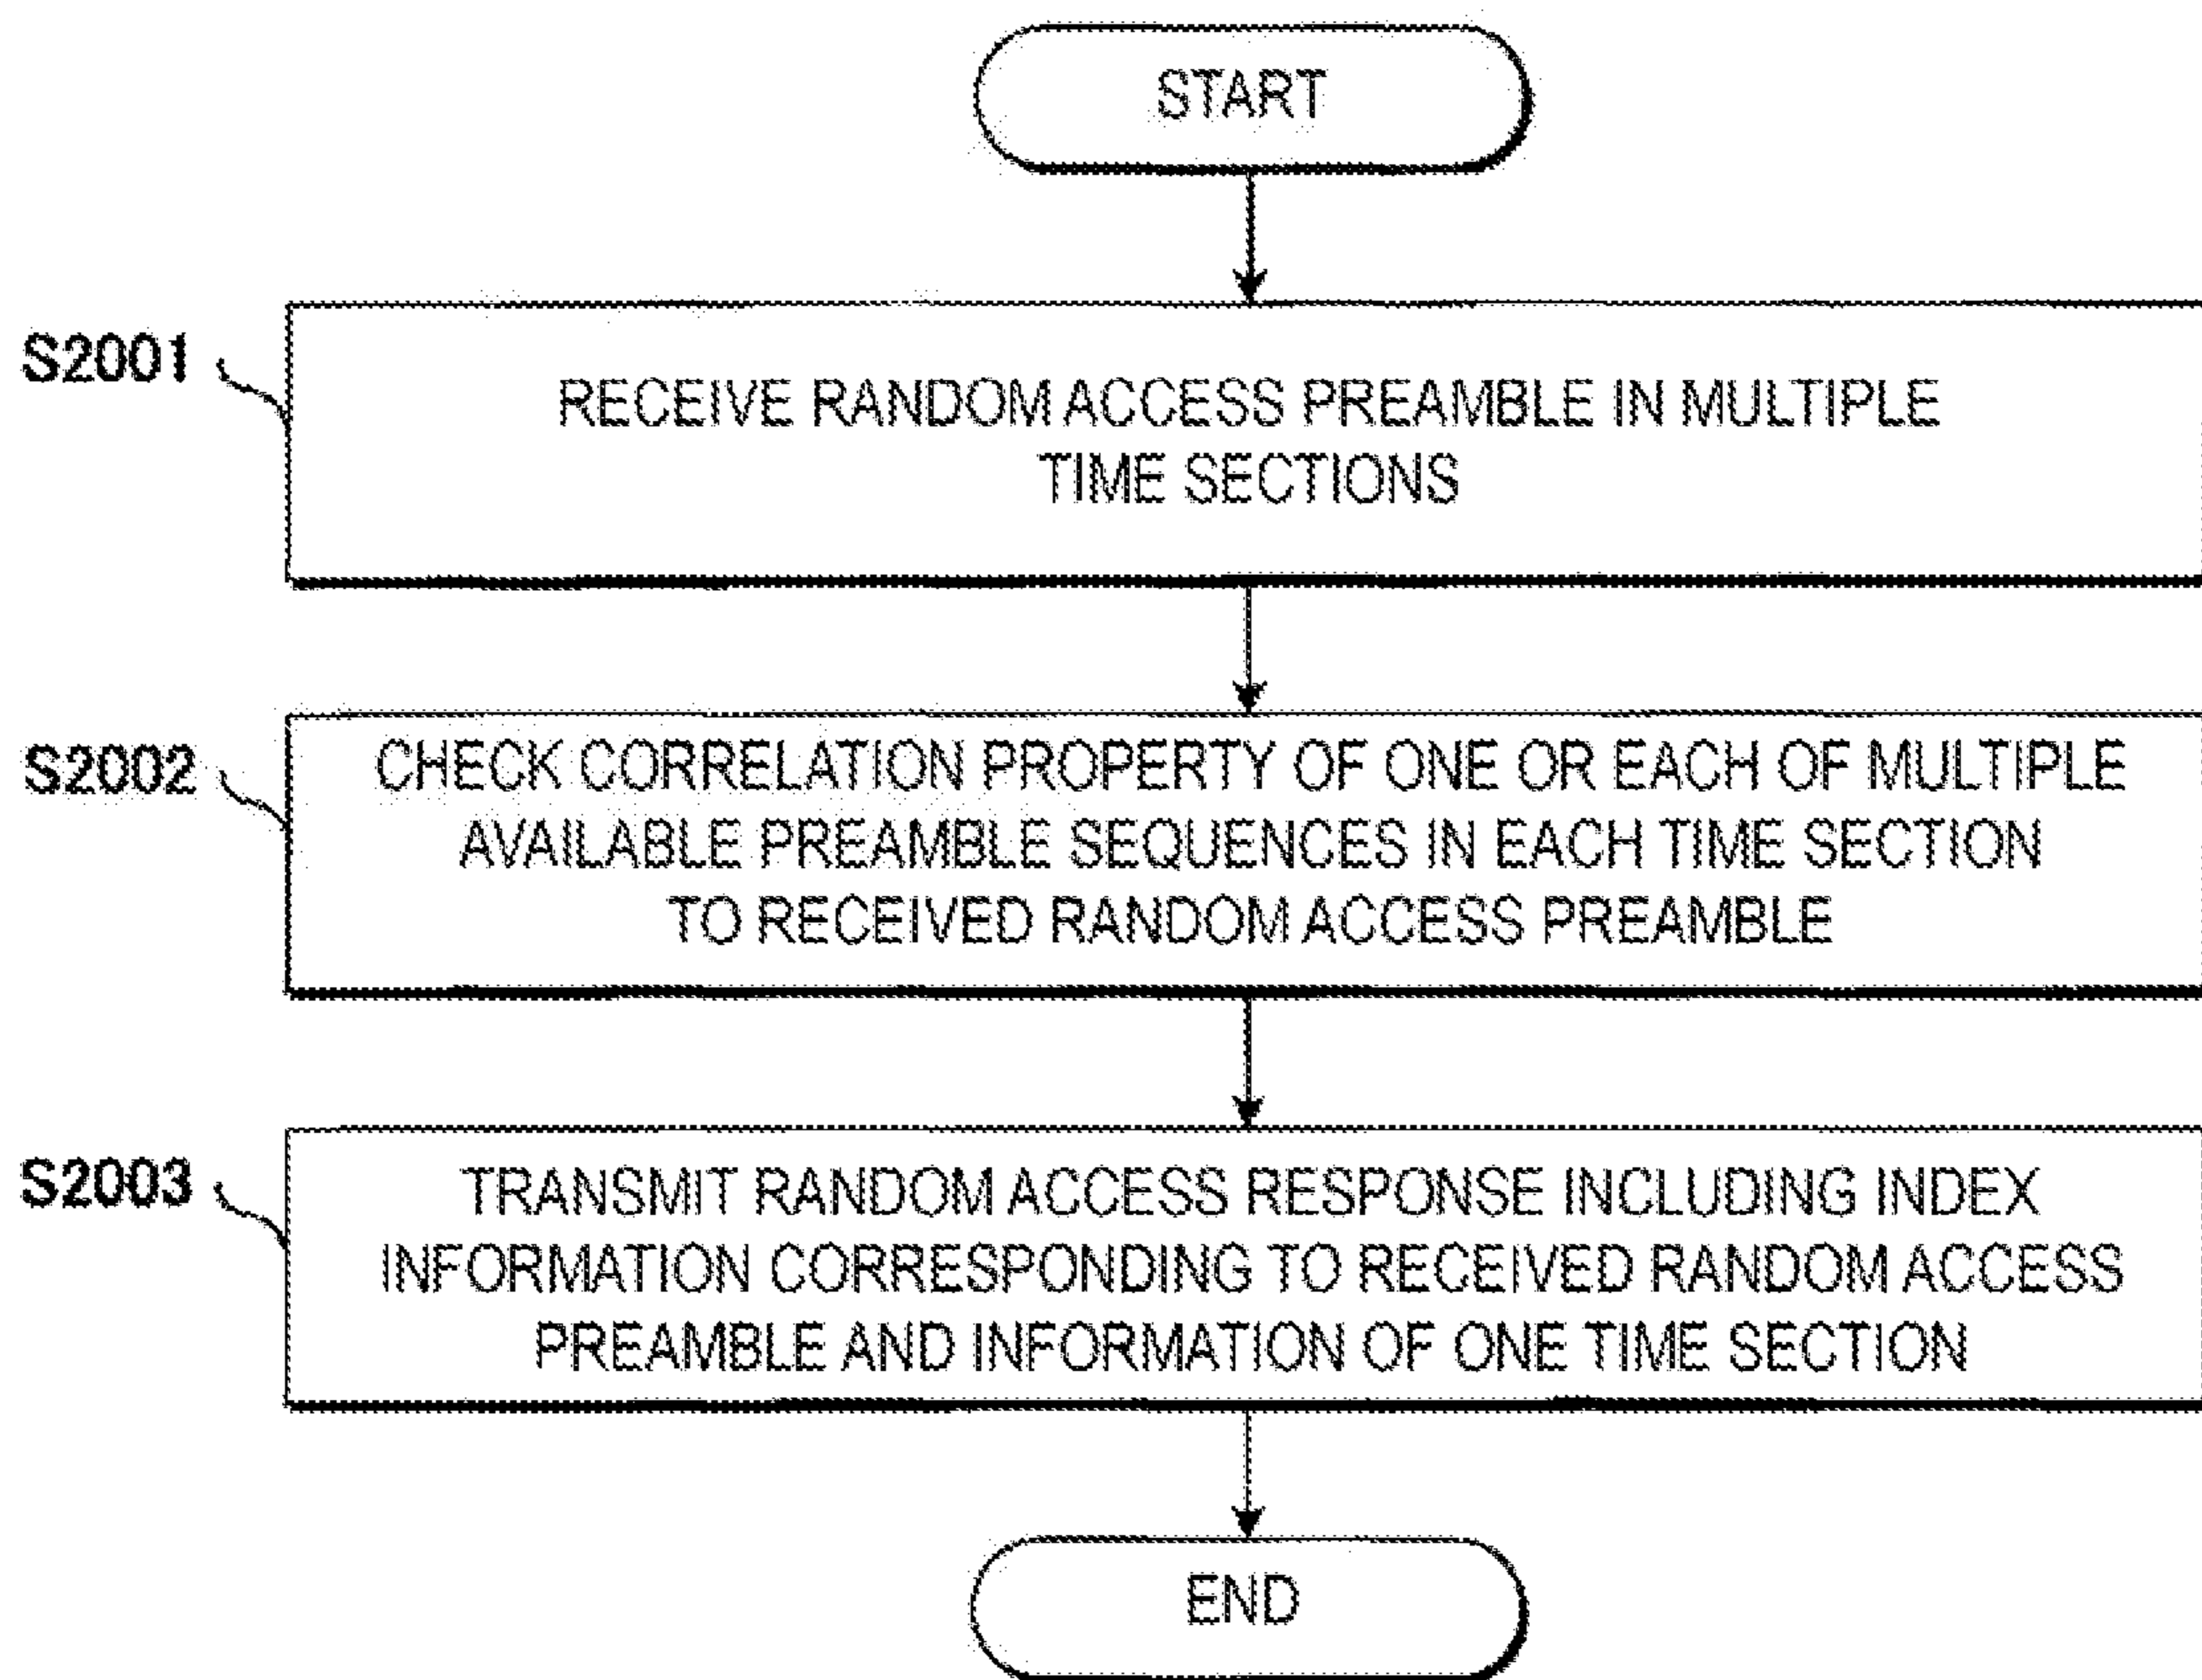 START
S2001
RECEIVE RANDOM ACCESS PREAMBLE IN MULTIPLE
TIME SECTIONS
S2002
CHECK CORRELATION PROPERTY OF ONE OR EACH OF MULTIPLE
AVAILABLE PREAMBLE SEQUENCES IN EACH TIME SECTION
TO RECEIVED RANDOM ACCESS PREAMBLE
S2003
TRANSMIT RANDOM ACCESS RESPONSE INCLUDING INDEX
INFORMATION CORRESPONDING TO RECEIVED RANDOM ACCESS
PREAMBLE AND INFORMATION OF ONE TIME SECTION
END